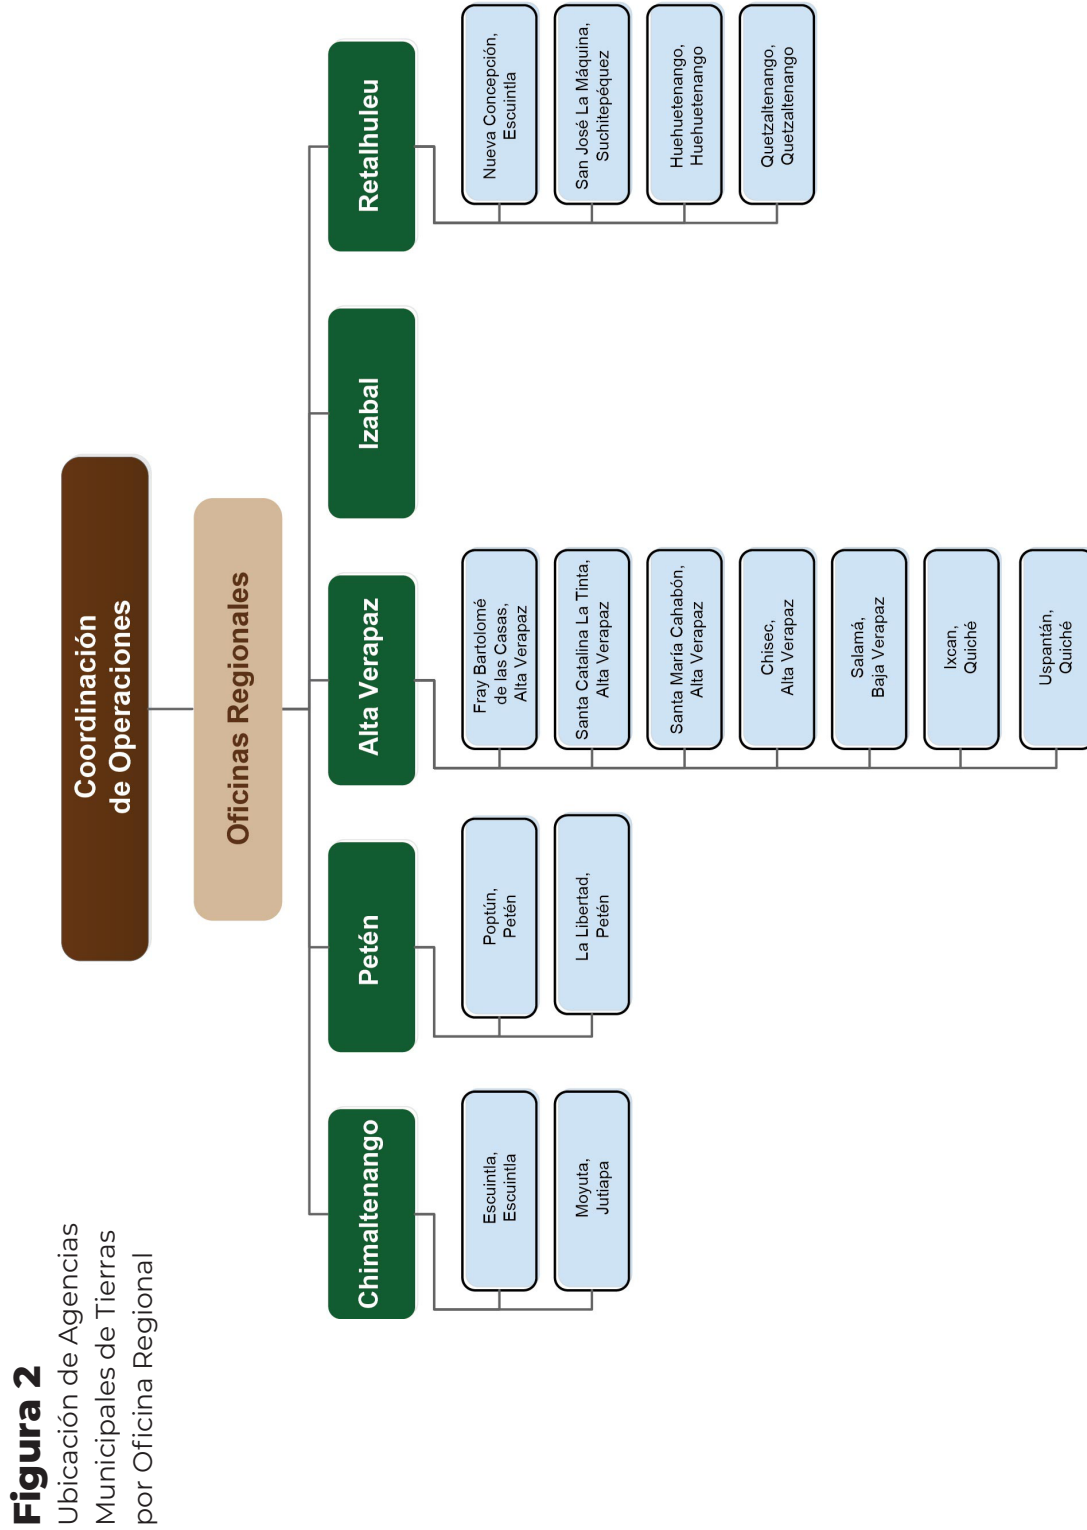 Figura 2
Ubicación de Agencias
Municipales de Tierras
por Oficina Regional
Coordinación
de Operaciones
Oficinas Regionales
Chimaltenango
Escuintla,
Escuintla
Moyuta,
Jutiapa
Petén
Poptún,
Petén
La Libertad,
Petén
Alta Verapaz
Fray Bartolomé
de las Casas,
Alta Verapaz
Santa Catalina La Tinta,
Alta Verapaz
Santa María Cahabón,
Alta Verapaz
Chisec,
Alta Verapaz
Salamá,
Baja Verapaz
Ixcan,
Quiché
Uspantán,
Quiché
Izabal
Retalhuleu
Nueva Concepción,
Escuintla
San José La Máquina,
Suchitepéquez
Huehuetenango,
Huehuetenango
Quetzaltenango,
Quetzaltenango